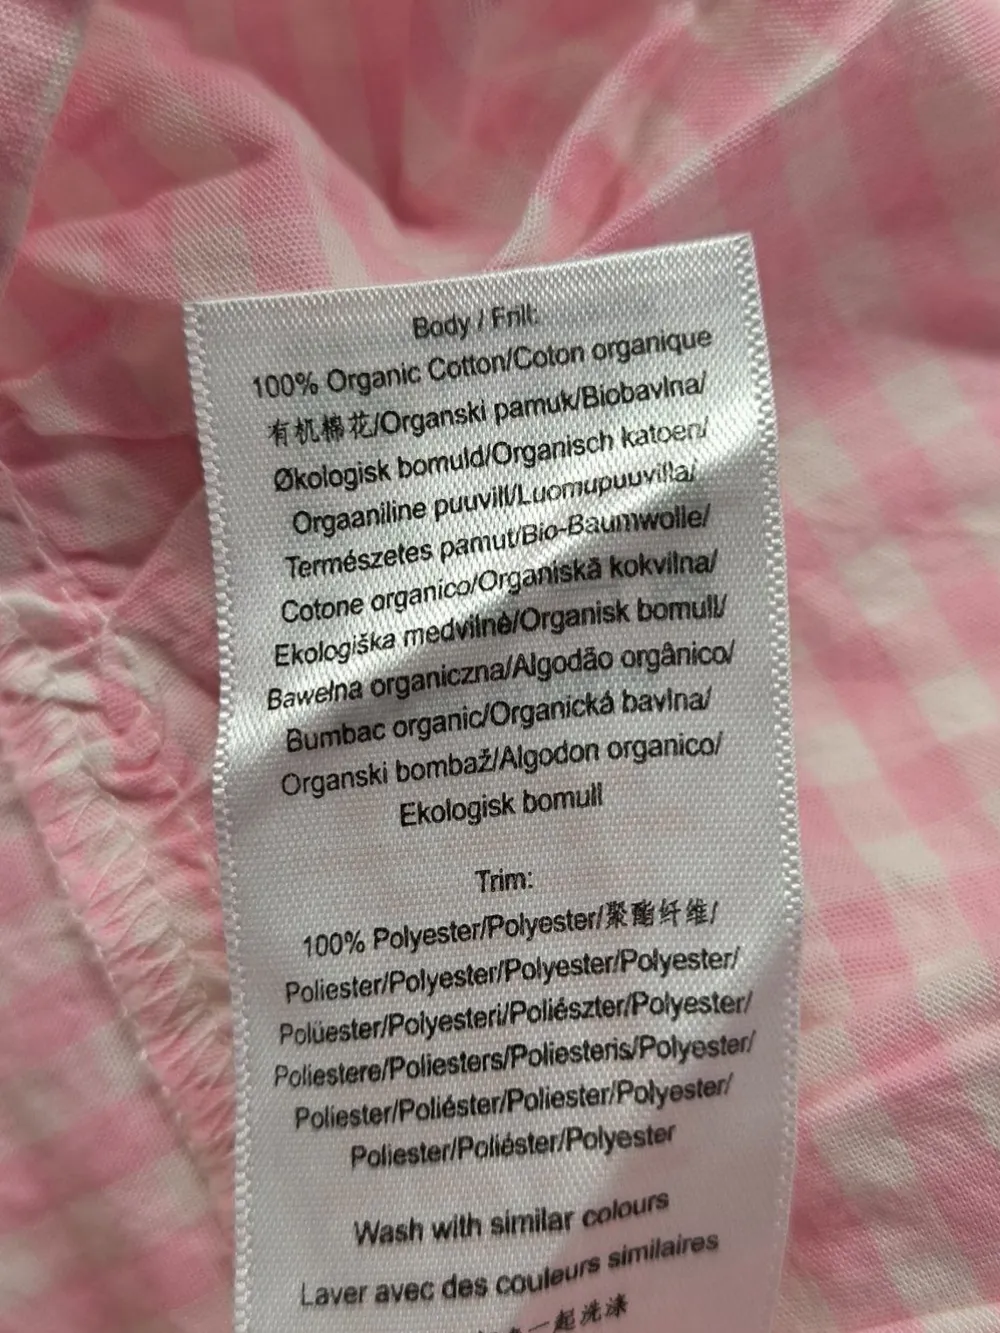 Body / Frill:
100% Organic Cotton/Coton organique
有机棉花/Organski pamuk/Biobavlna/
Økologisk bomuld/Organisch katoen/
Orgaaniline puuvill/Luomupuuvilla/
Természetes pamut/Bio-Baumwolle/
Cotone organico/Organiskā kokvilna/
Ekologiška medvilnė/Organisk bomull/
Bawełna organiczna/Algodão orgânico/
Bumbac organic/Organická bavlna/
Organski bombaž/Algodon organico/
Ekologisk bomull
Trim:
100% Polyester/Polyester/聚酯纤维/
Poliester/Polyester/Polyester/Polyester/
Polüester/Polyesteri/Poliészter/Polyester/
Poliestere/Poliesters/Poliesteris/Polyester/
Poliester/Poliéster/Poliester/Polyester/
Poliester/Poliéster/Polyester
Wash with similar colours
Laver avec des couleurs similaires
一起洗涤